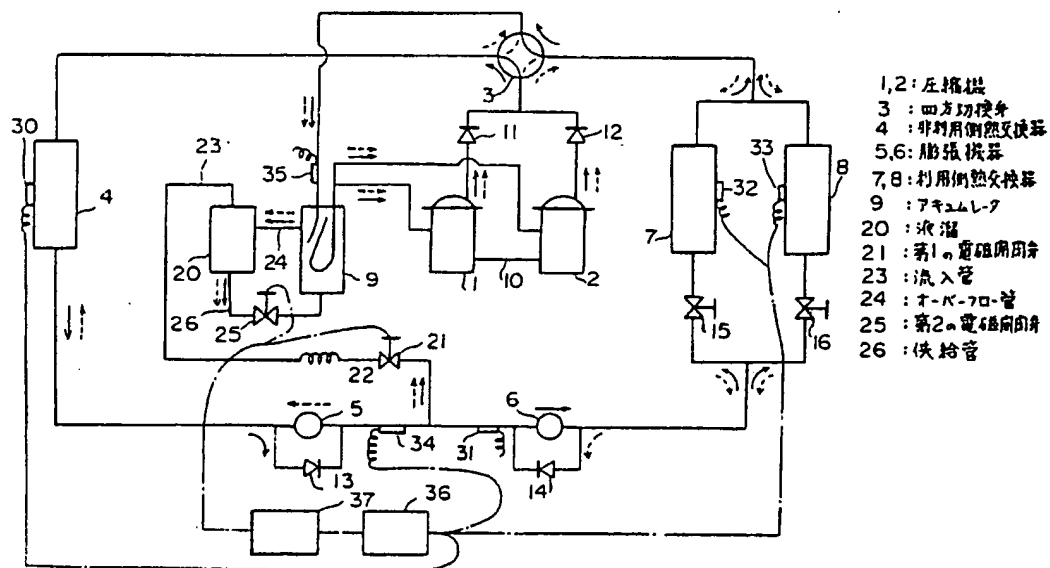 30
4
23
20
24
26
25
35
9
3
11
12
1
10
2
21
22
5
13
34
31
6
14
37
36
7
32
33
8
15
16
1,2:圧縮機
3 :四方切換弁
4 :非利用側熱交換器
5,6:膨張機器
7,8:利用側熱交換器
9 :アキュムレータ
20 :液溜
21 :第1の電磁開閉弁
23 :流入管
24 :オーバーフロー管
25 :第2の電磁開閉弁
26 :供給管